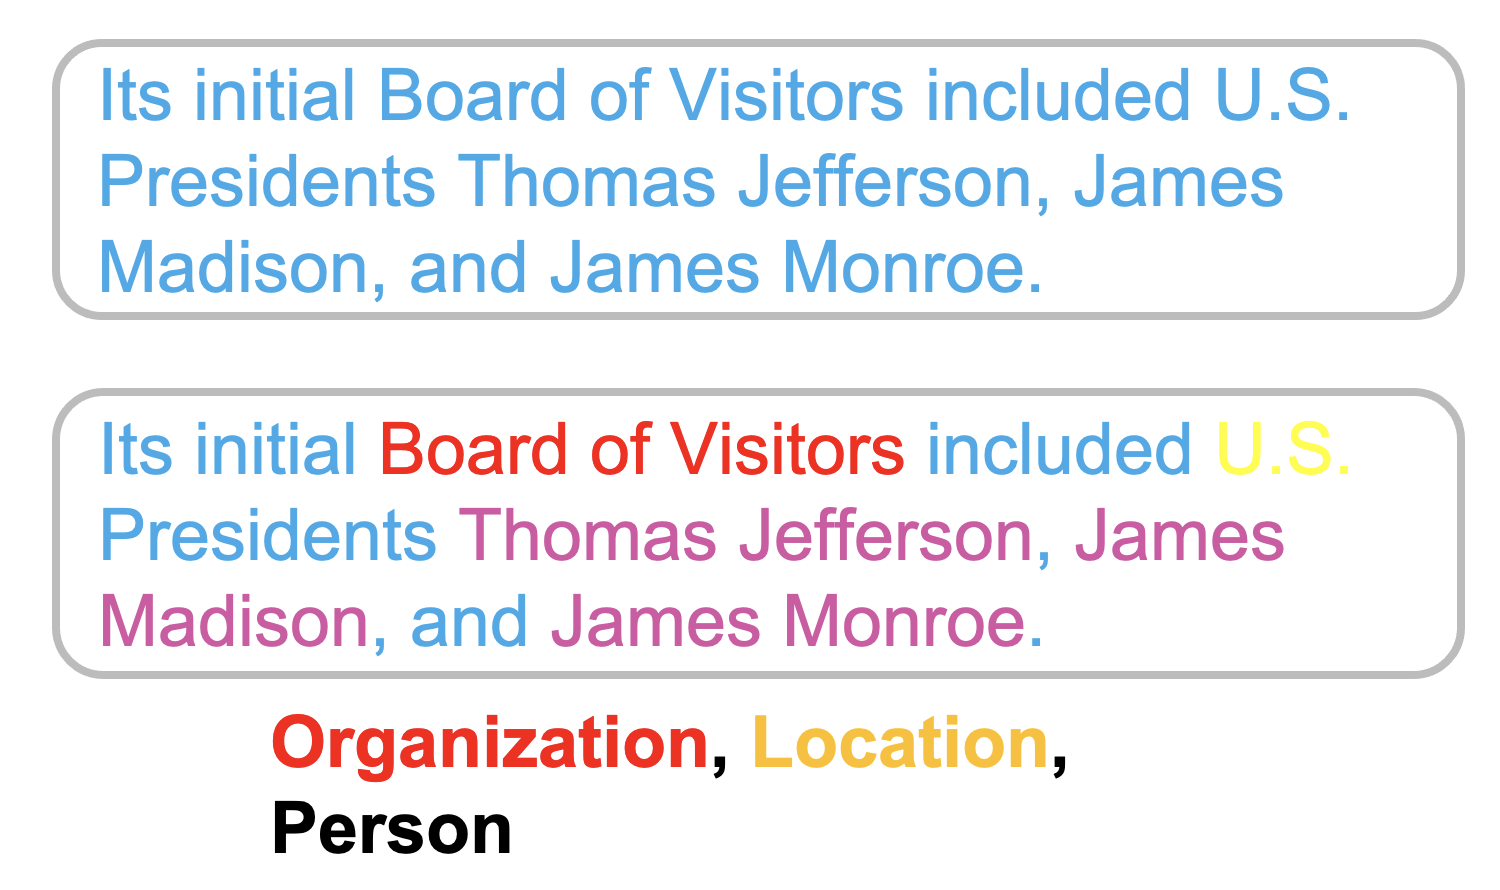 Its initial Board of Visitors included U.S.
Presidents Thomas Jefferson, James
Madison, and James Monroe.
Its initial Board of Visitors included U.S.
Presidents Thomas Jefferson, James
Madison, and James Monroe.
Organization, Location,
Person